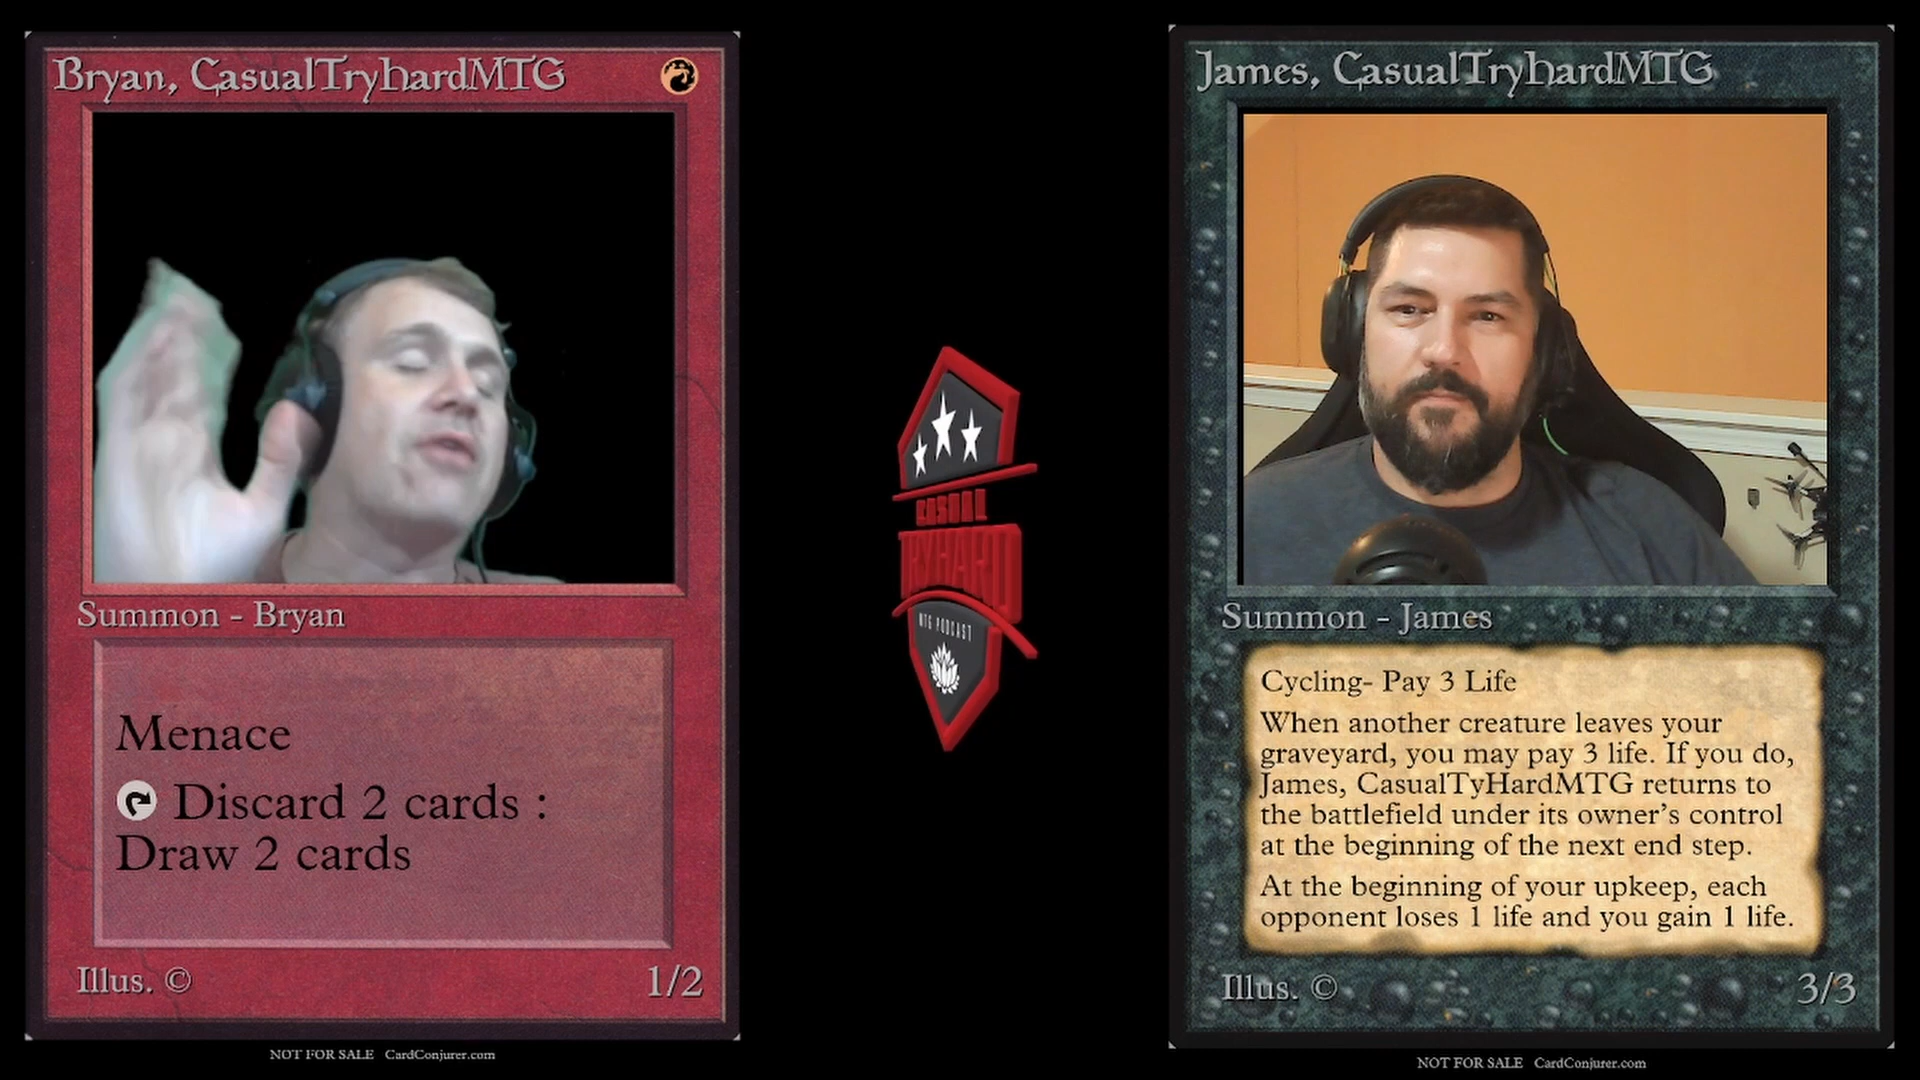 Bryan, CasualTryhardMTG
Summon - Bryan
Menace
Discard 2 cards :
Draw 2 cards
Illus. ©
1/2
NOT FOR SALE CardConjurer.com
CASUAL
TRYHARD
MTG PODCAST
James, CasualTryhardMTG
Summon - James
Cycling- Pay 3 Life
When another creature leaves your
graveyard, you may pay 3 life. If you do,
James, CasualTyHardMTG returns to
the battlefield under its owner's control
at the beginning of the next end step.
At the beginning of your upkeep, each
opponent loses 1 life and you gain 1 life.
Illus. ©
3/3
NOT FOR SALE CardConjurer.com